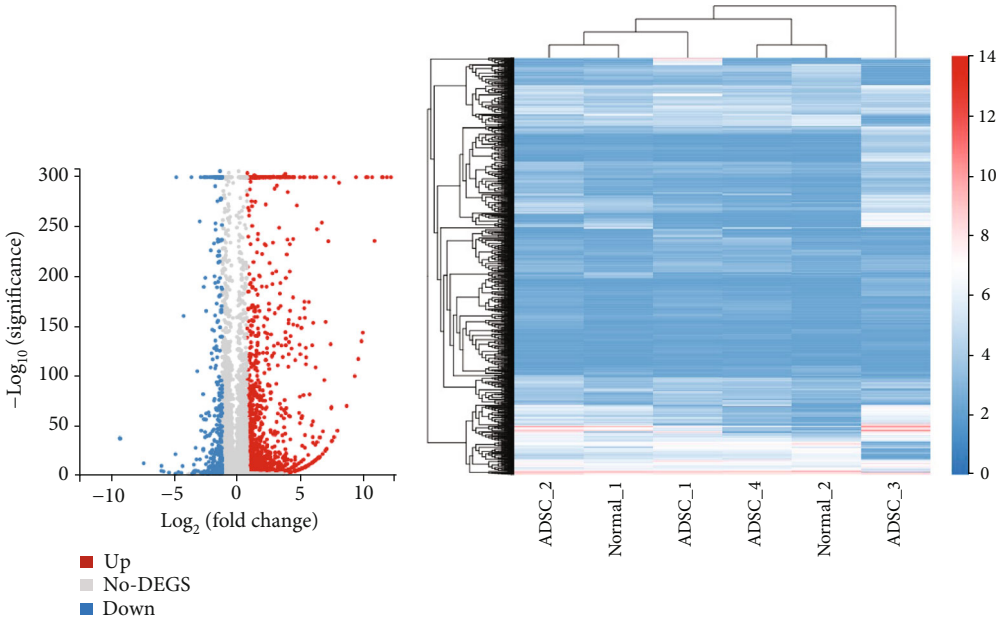 300
250
200
150
100
50
0
−Log10 (significance)
−10
−5
0
5
10
Log2 (fold change)
Up
No-DEGS
Down
ADSC_2
Normal_1
ADSC_1
ADSC_4
Normal_2
ADSC_3
14
12
10
8
6
4
2
0